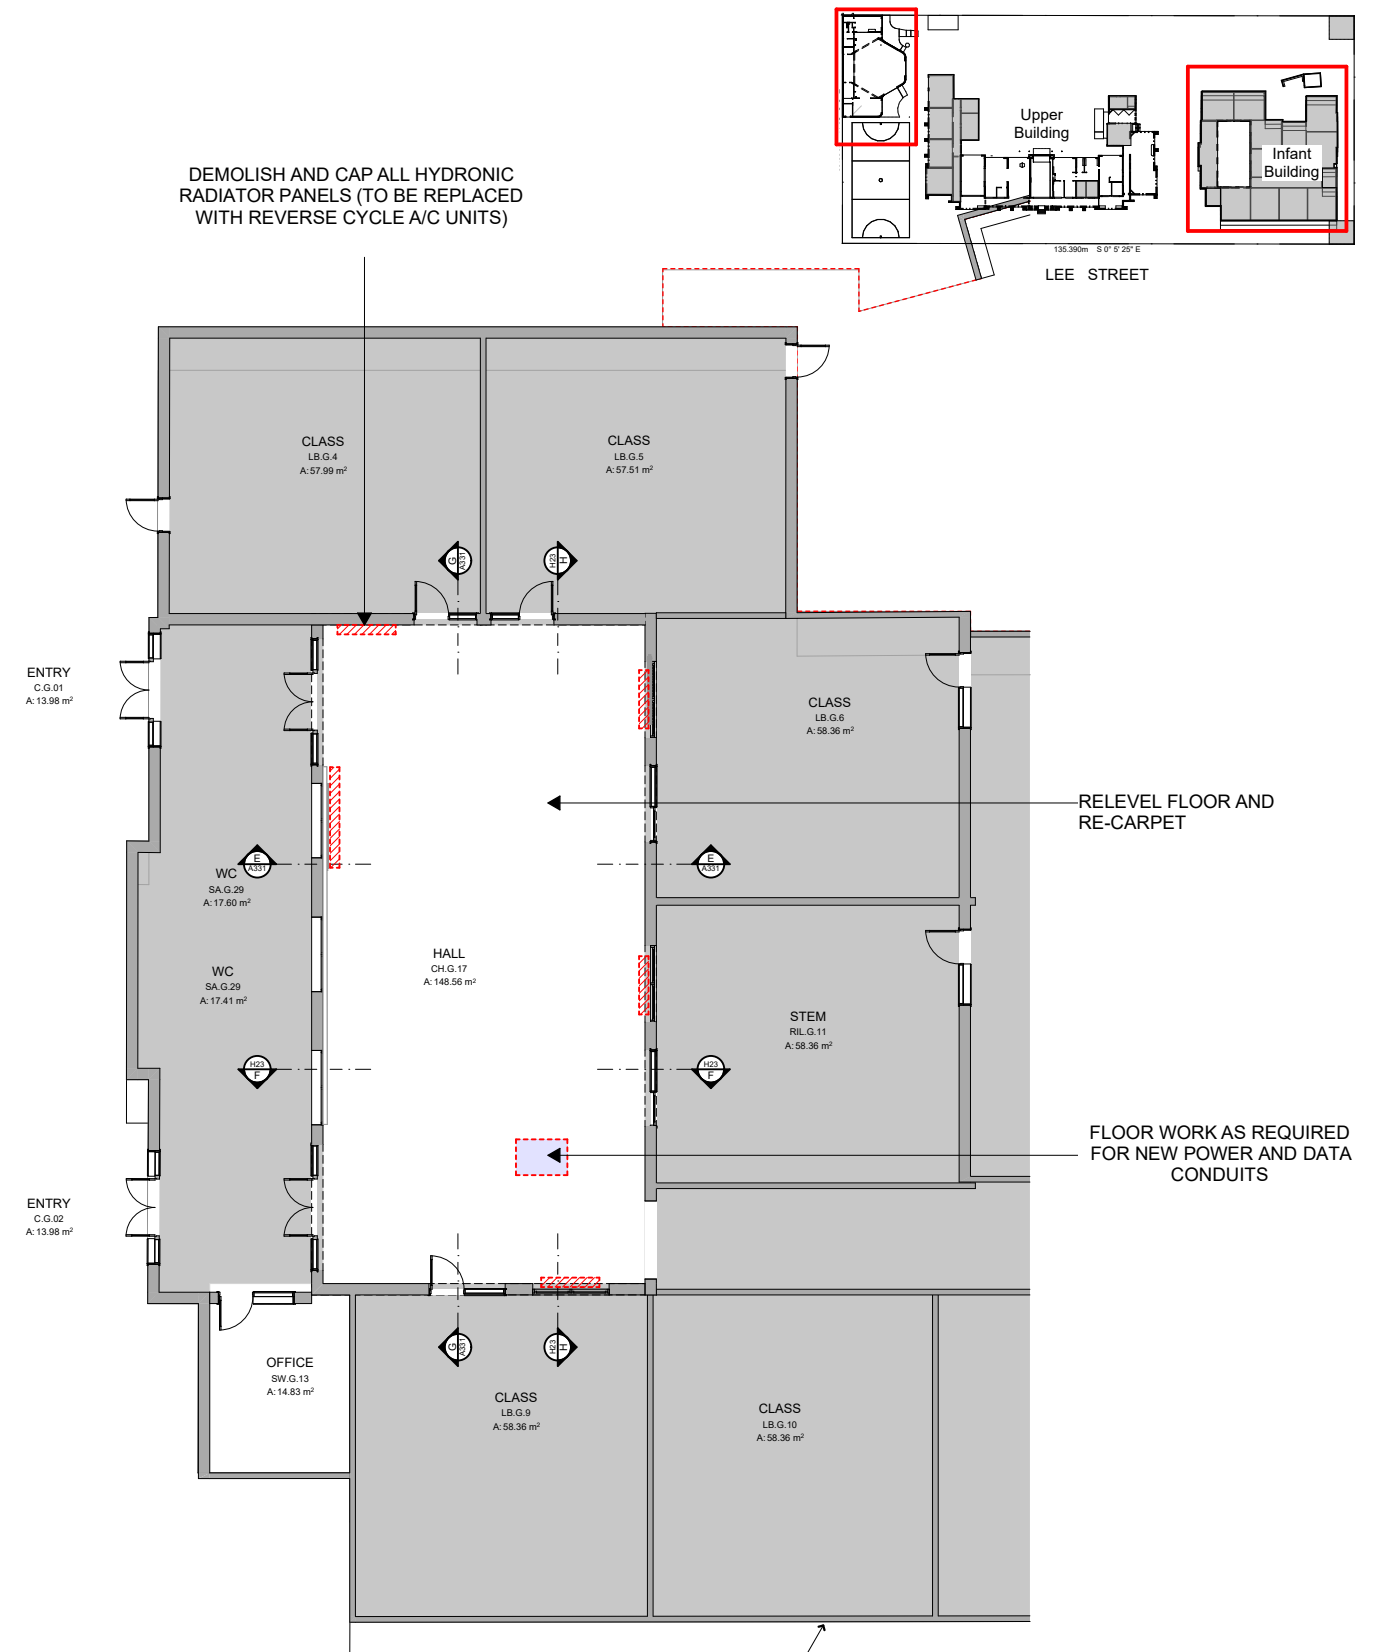 Upper
Building
Infant
Building
135.390m S 0° 5' 25" E
LEE STREET
DEMOLISH AND CAP ALL HYDRONIC
RADIATOR PANELS (TO BE REPLACED
WITH REVERSE CYCLE A/C UNITS)
CLASS
LB.G.4
A: 57.99 m²
CLASS
LB.G.5
A: 57.51 m²
G
A331
H23
H
ENTRY
C.G.01
A: 13.98 m²
CLASS
LB.G.6
A: 58.36 m²
RELEVEL FLOOR AND
RE-CARPET
E
A331
E
A331
WC
SA.G.29
A: 17.60 m²
HALL
CH.G.17
A: 148.56 m²
WC
SA.G.29
A: 17.41 m²
STEM
RIL.G.11
A: 58.36 m²
H23
F
H23
F
FLOOR WORK AS REQUIRED
FOR NEW POWER AND DATA
CONDUITS
ENTRY
C.G.02
A: 13.98 m²
G
A331
H23
H
OFFICE
SW.G.13
A: 14.83 m²
CLASS
LB.G.9
A: 58.36 m²
CLASS
LB.G.10
A: 58.36 m²